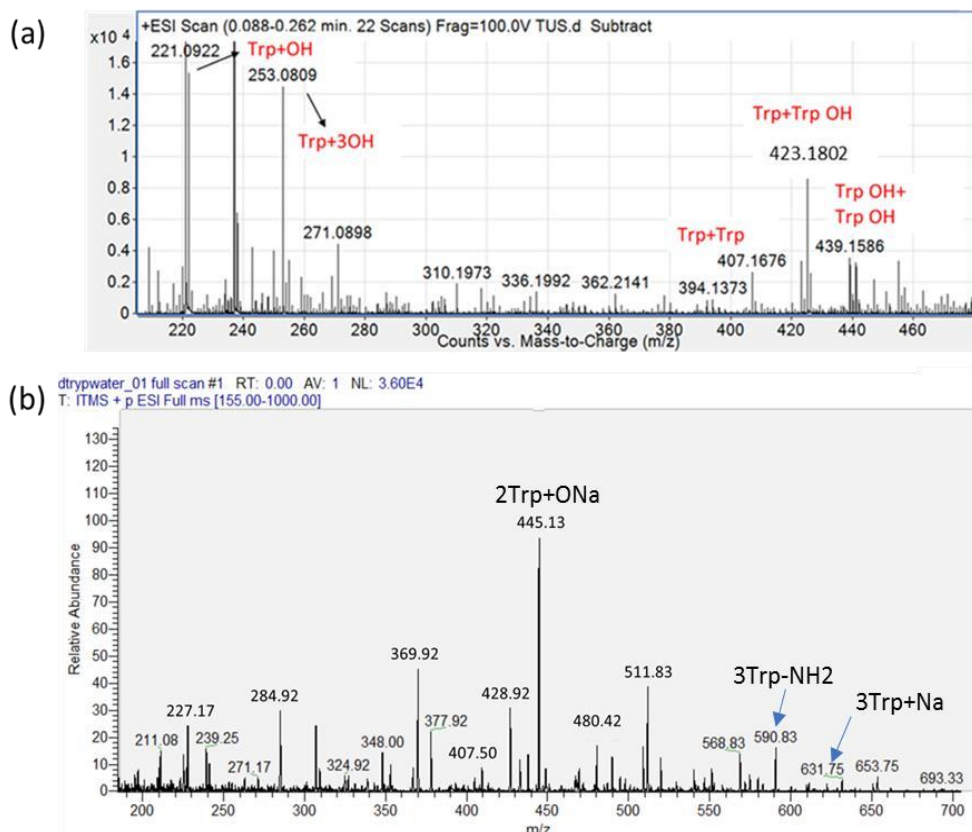 (a)
+ESI Scan (0.088-0.262 min. 22 Scans) Frag=100.0V TUS.d Subtract
x10 4
221.0922
Trp+OH
1.6
253.0809
1.4
Trp+3OH
Trp+Trp OH
1.2
423.1802
1
0.8
Trp OH+
Trp OH
0.6
Trp+Trp
439.1586
271.0898
407.1676
0.4
310.1973
336.1992
362.2141
394.1373
0.2
0
220 240 260 280 300 320 340 360 380 400 420 440 460
Counts vs. Mass-to-Charge (m/z)
(b)
dtrypwater_01 full scan #1 RT: 0.00 AV: 1 NL: 3.60E4
T: ITMS + p ESI Full ms [155.00-1000.00]
130
120
110
2Trp+ONa
445.13
100
90
80
70
60
Relative Abundance
50
369.92
511.83
3Trp-NH2
40
3Trp+Na
284.92
428.92
30
227.17
377.92
480.42
20
211.08
239.25
348.00
407.50
568.83
590.83
10
271.17
324.92
631.75
653.75
693.33
0
200 250 300 350 400 450 500 550 600 650 700
m/z